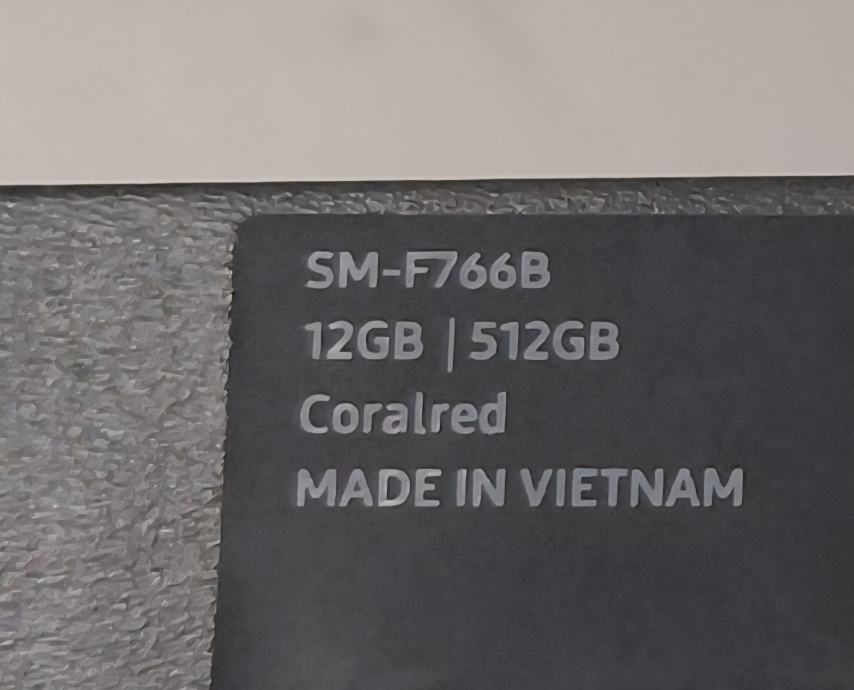 SM-F766B
12GB | 512GB
Coralred
MADE IN VIETNAM